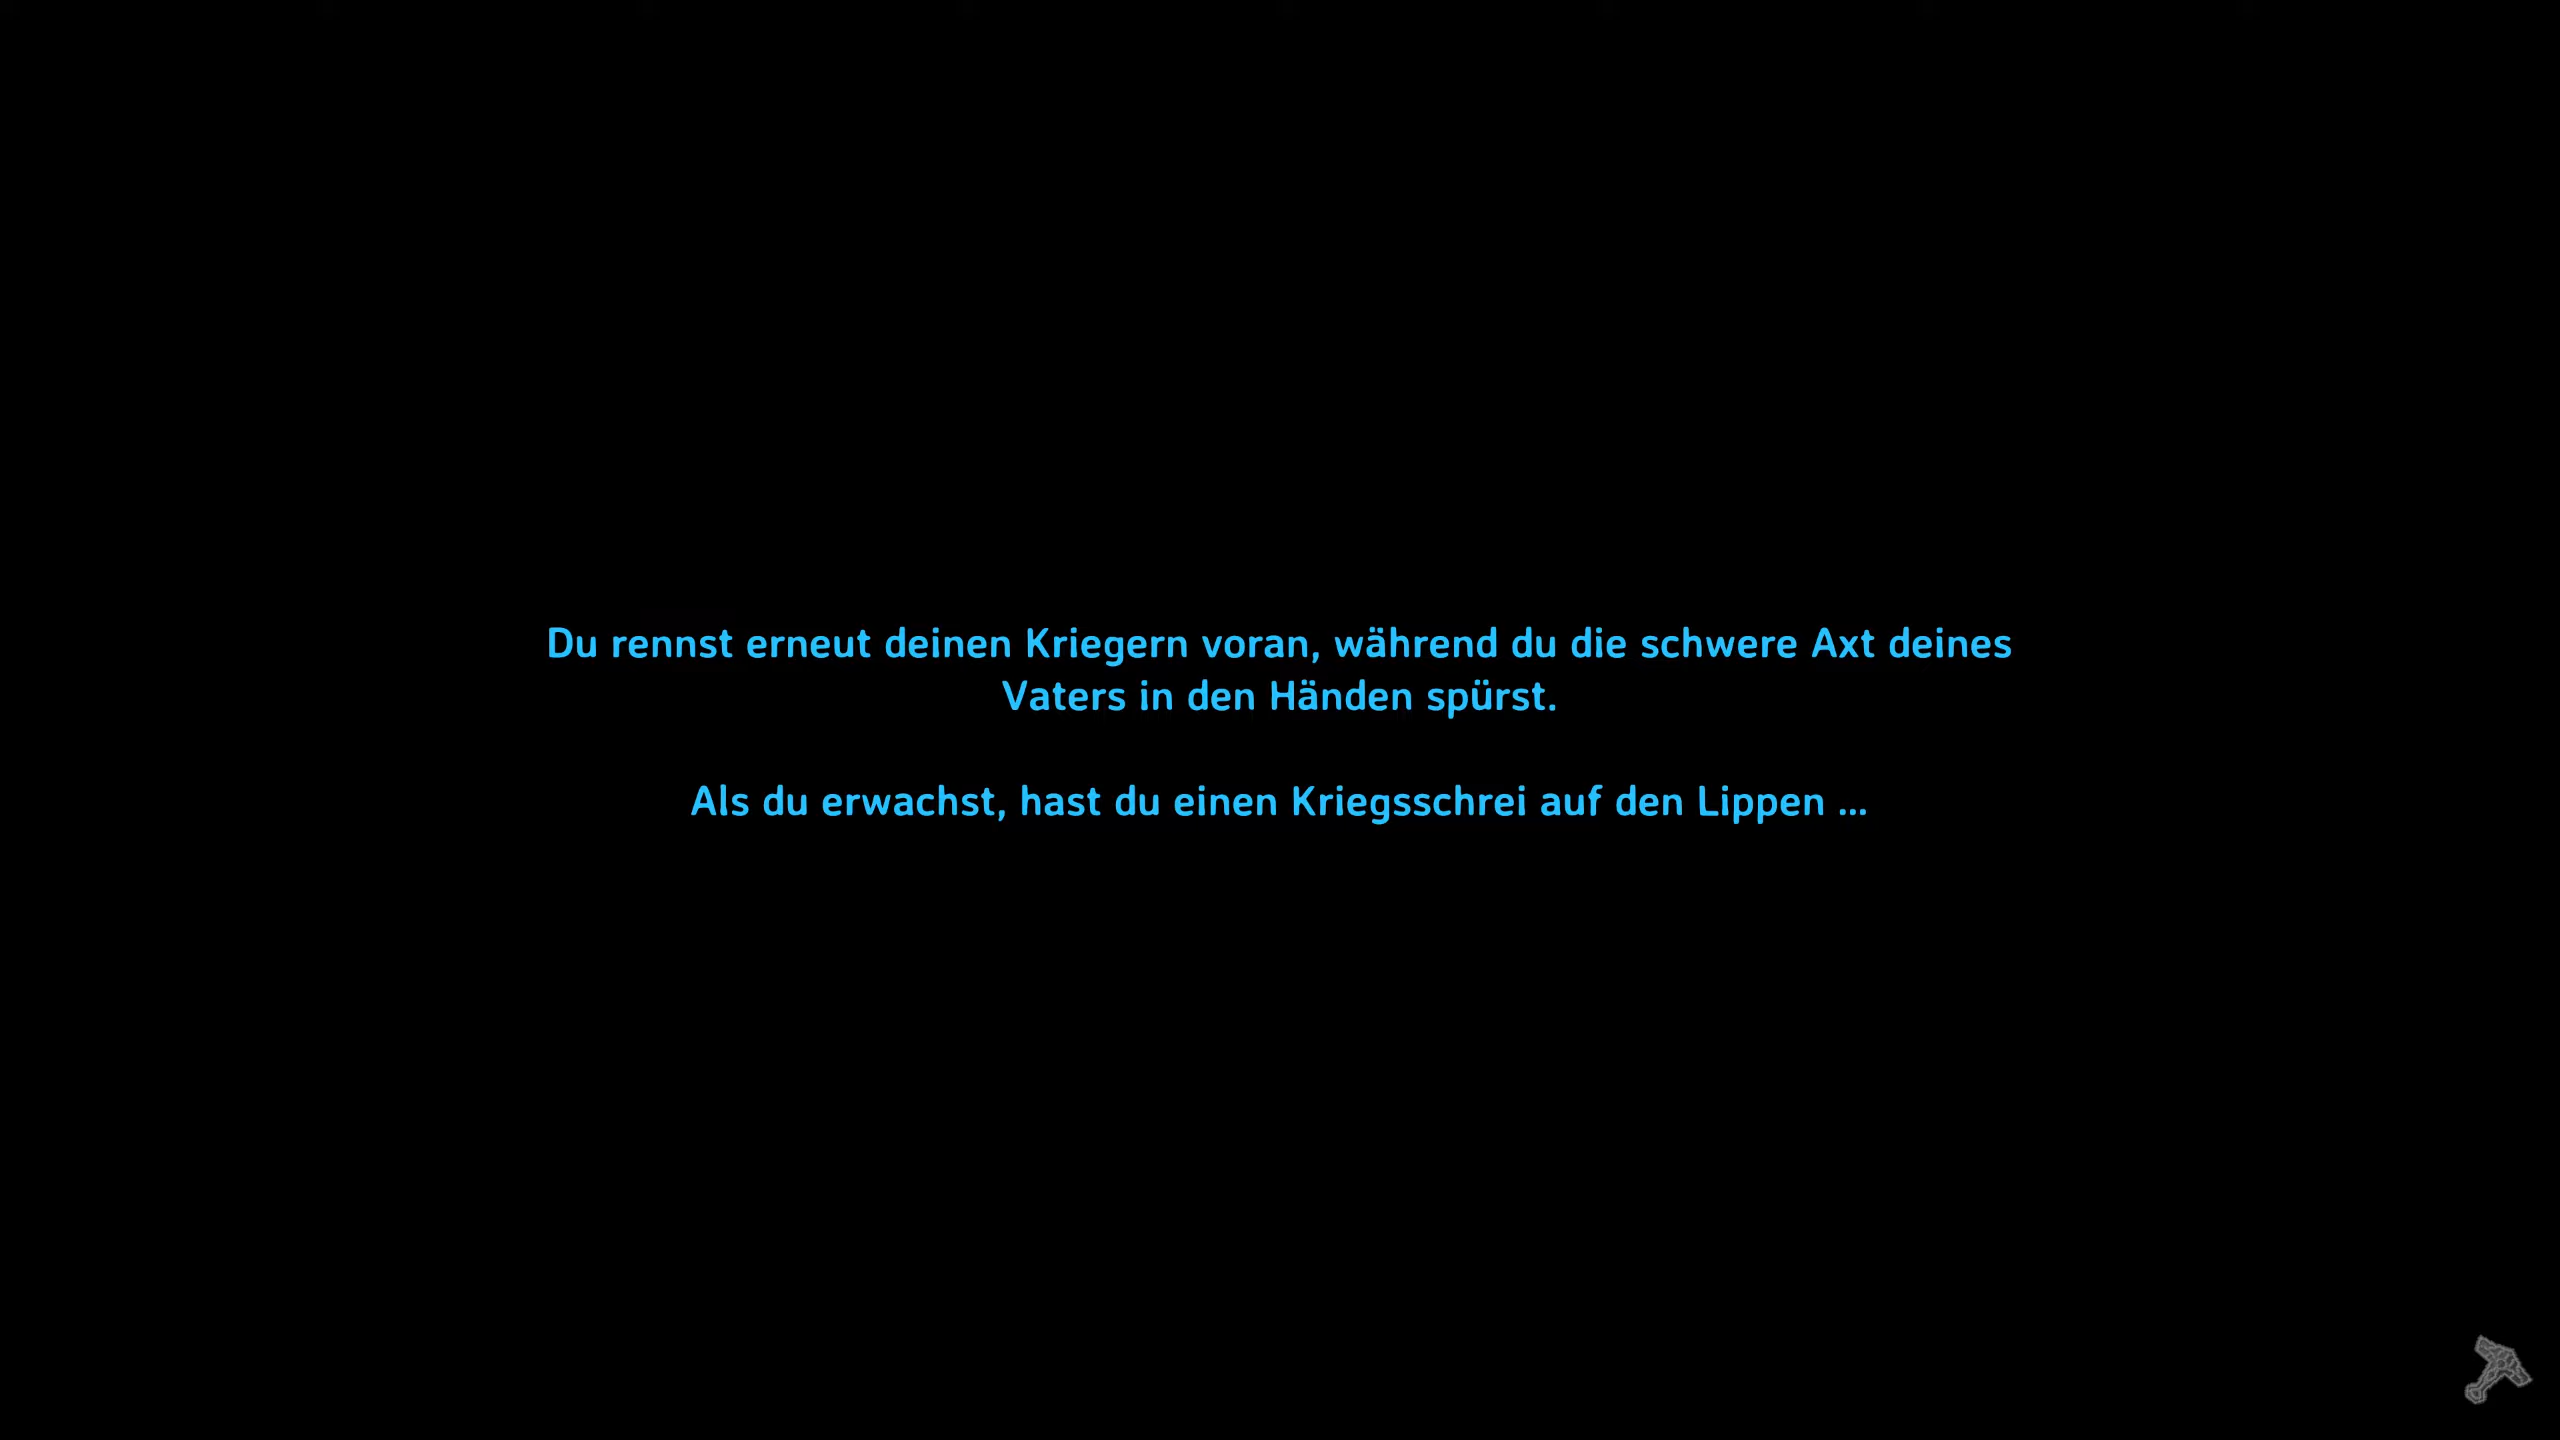 Du rennst erneut deinen Kriegern voran, während du die schwere Axt deines
Vaters in den Händen spürst.
Als du erwachst, hast du einen Kriegsschrei auf den Lippen ...